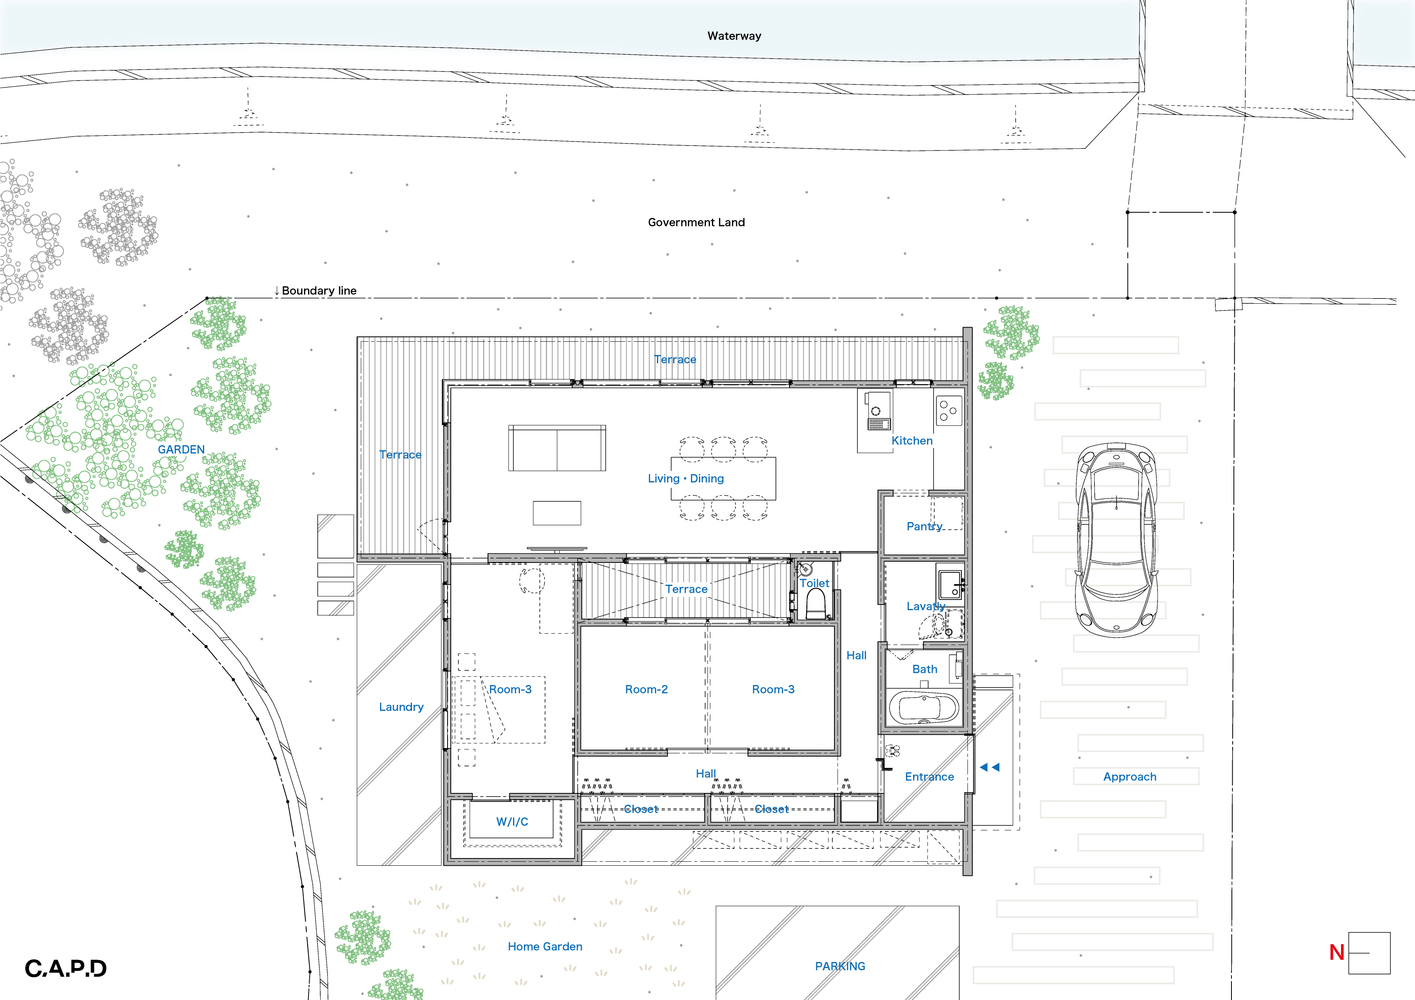 Waterway
Government Land
↓Boundary line
Terrace
Kitchen
GARDEN
Terrace
Living・Dining
Pantry
Toilet
Terrace
Lavatly
Hall
Bath
Room-3
Room-2
Room-3
Laundry
Hall
Entrance
Approach
Closet
Closet
W/I/C
Home Garden
PARKING
N
C.A.P.D